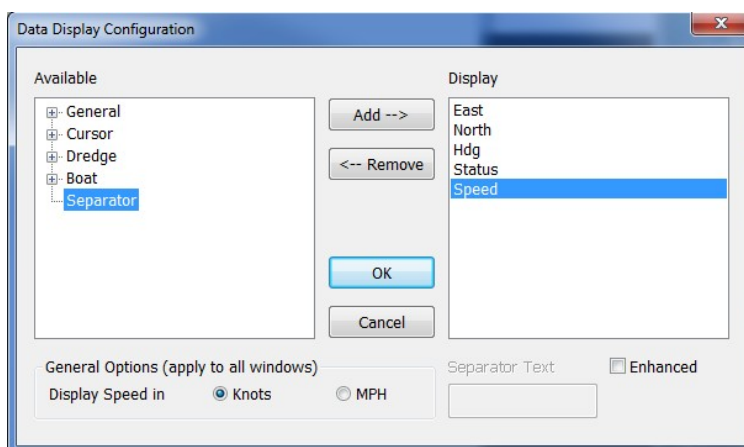 Data Display Configuration
Available
General
Cursor
Dredge
Boat
Separator
Add -->
<-- Remove
OK
Cancel
Display
East
North
Hdg
Status
Speed
General Options (apply to all windows)
Display Speed in
Knots
MPH
Separator Text
Enhanced